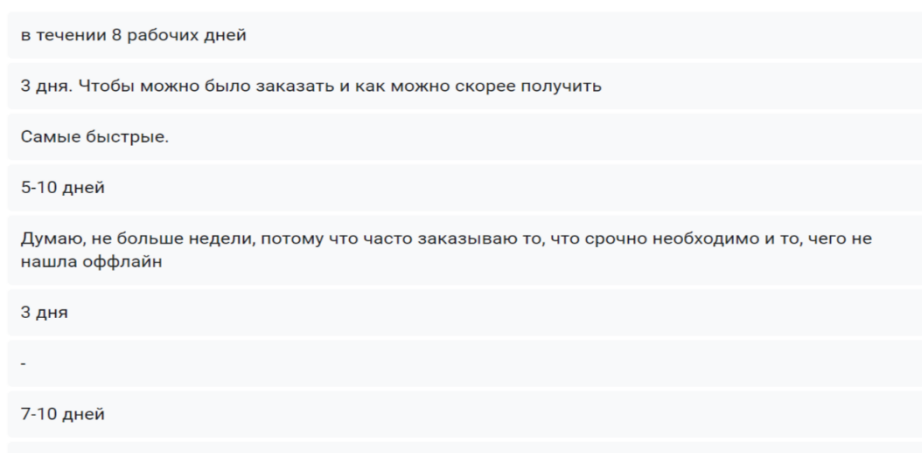 в течении 8 рабочих дней
3 дня. Чтобы можно было заказать и как можно скорее получить
Самые быстрые.
5-10 дней
Думаю, не больше недели, потому что часто заказываю то, что срочно необходимо и то, чего не
нашла оффлайн
3 дня
-
7-10 дней